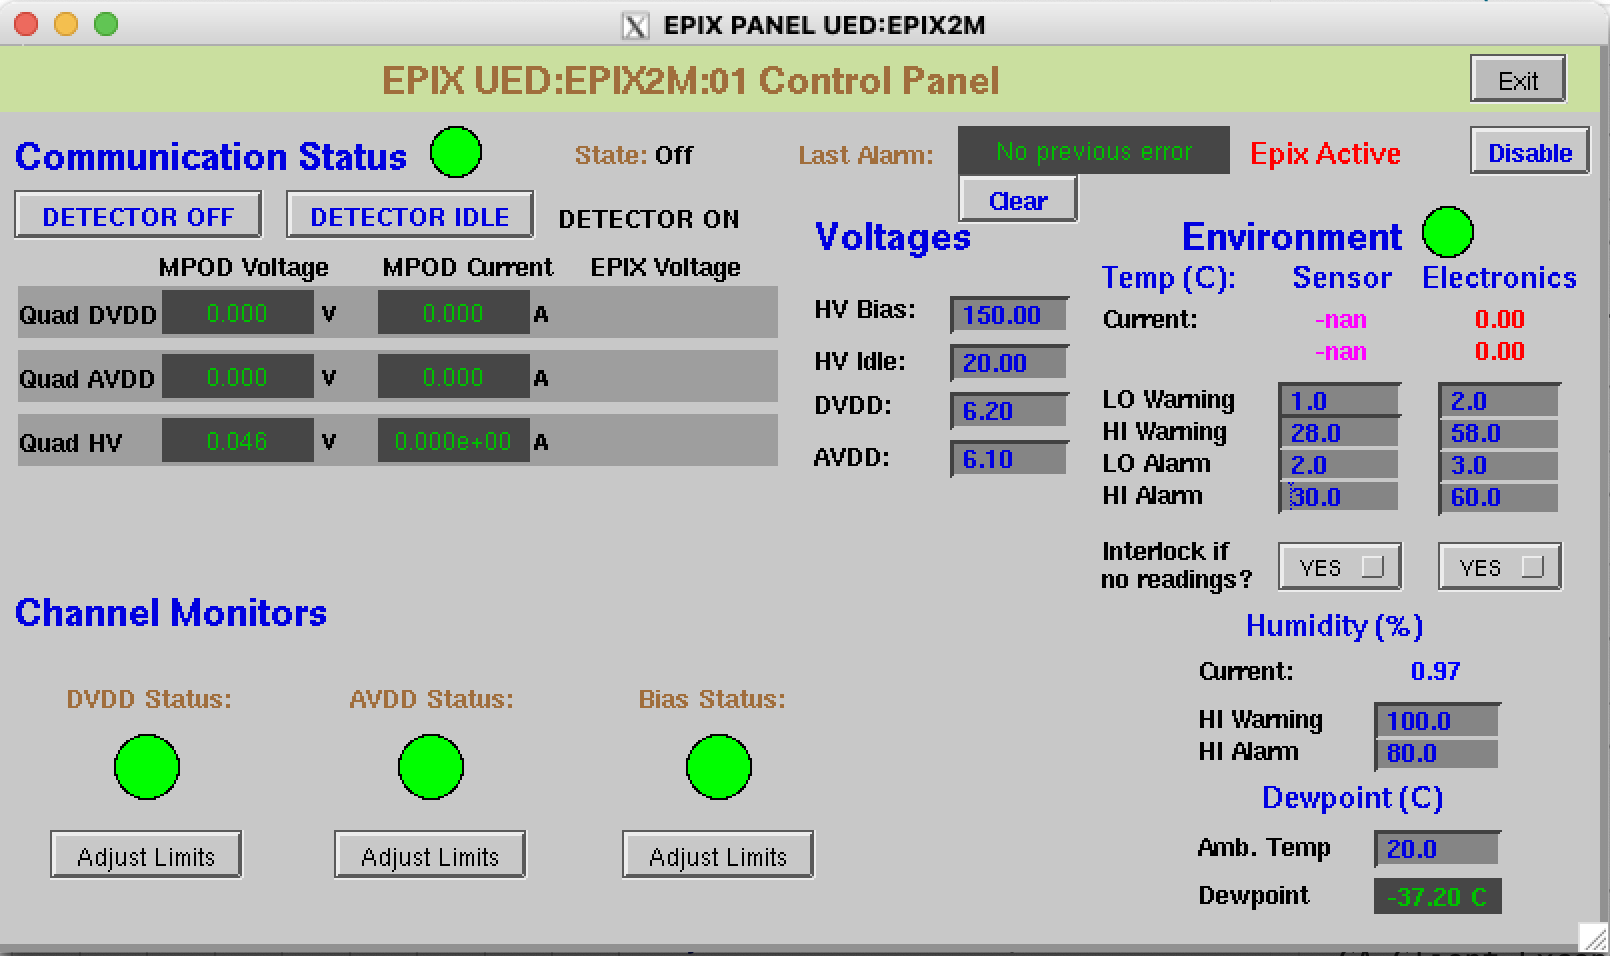 EPIX PANEL UED:EPIX2M
EPIX UED:EPIX2M:01 Control Panel
Exit
Communication Status
State: Off
Last Alarm:
No previous error
Epix Active
Disable
Clear
DETECTOR OFF
DETECTOR IDLE
DETECTOR ON
MPOD Voltage
MPOD Current
EPIX Voltage
Quad DVDD 0.000 V 0.000 A
Quad AVDD 0.000 V 0.000 A
Quad HV 0.046 V 0.000e+00 A
Voltages
HV Bias: 150.00
HV Idle: 20.00
DVDD: 6.20
AVDD: 6.10
Environment
Temp (C): Sensor Electronics
Current: -nan 0.00
-nan 0.00
LO Warning 1.0 2.0
HI Warning 28.0 58.0
LO Alarm 2.0 3.0
HI Alarm 30.0 60.0
Interlock if
no readings? YES YES
Humidity (%)
Current: 0.97
HI Warning 100.0
HI Alarm 80.0
Dewpoint (C)
Amb. Temp 20.0
Dewpoint -37.20 C
Channel Monitors
DVDD Status:
AVDD Status:
Bias Status:
Adjust Limits
Adjust Limits
Adjust Limits